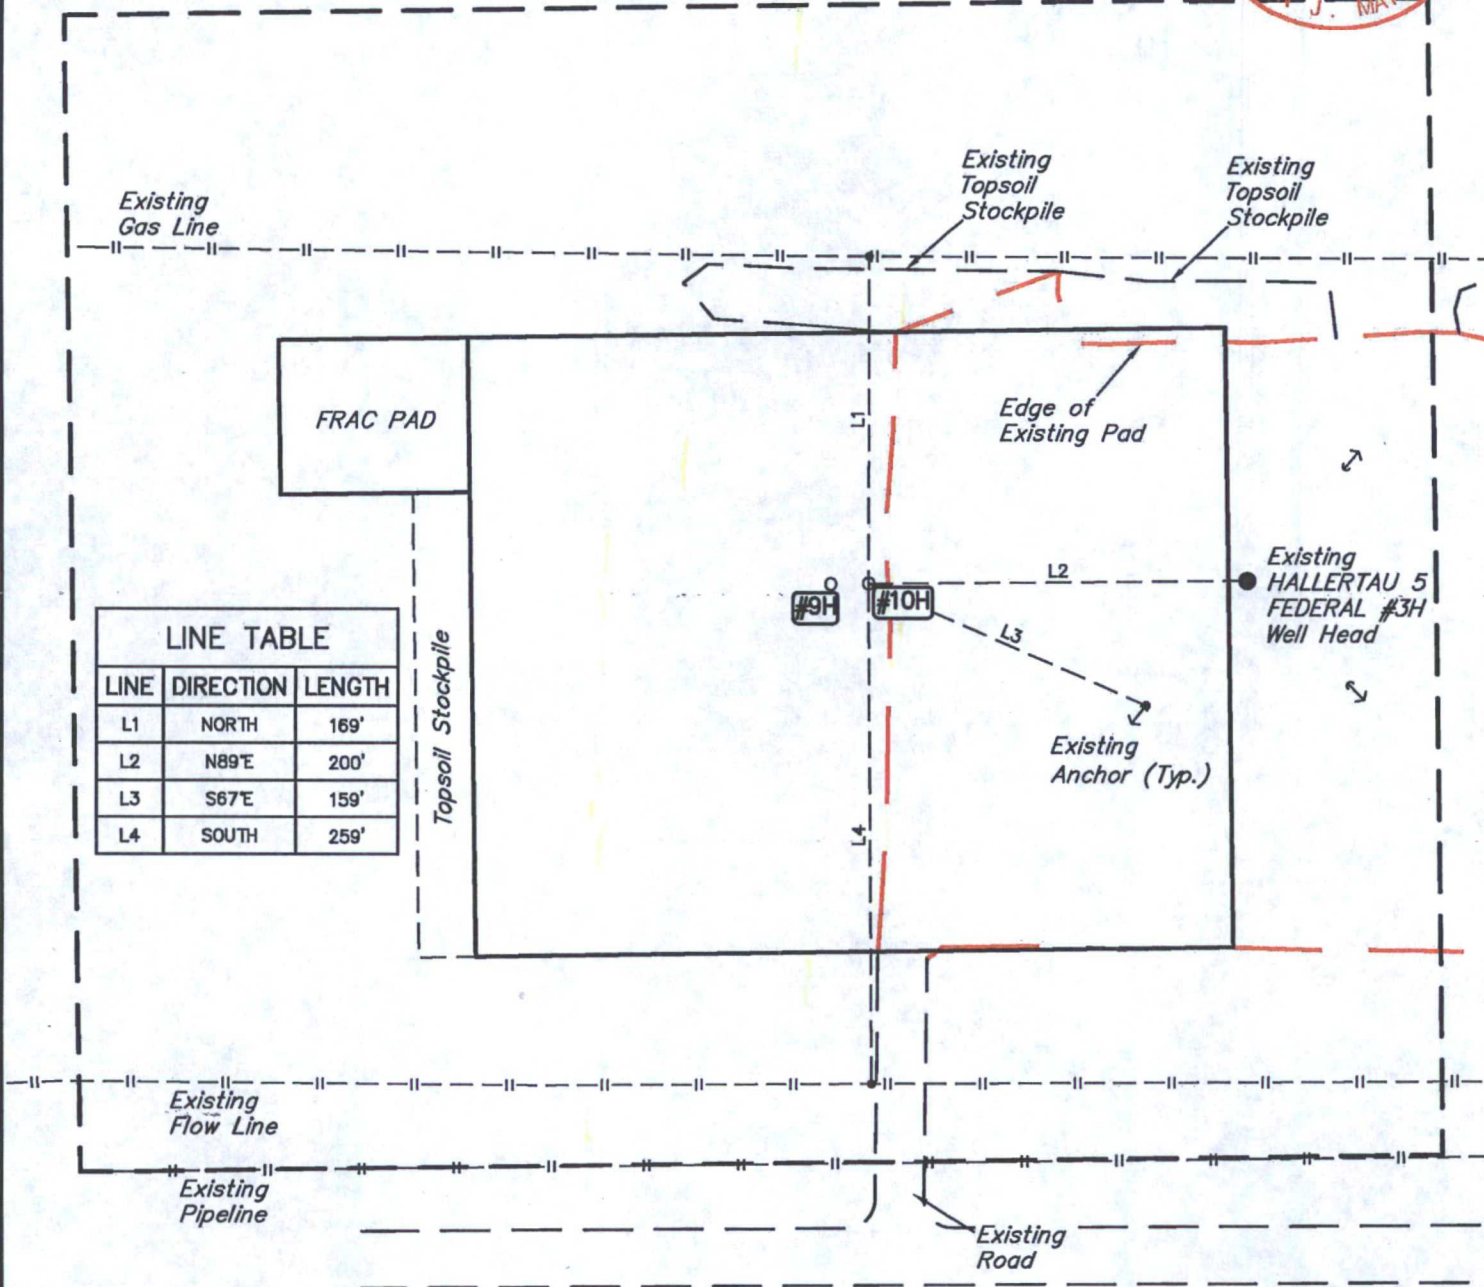 J. MA
Existing
Topsoil
Stockpile
Existing
Topsoil
Stockpile
Existing
Gas Line
FRAC PAD
L1
Edge of
Existing Pad
L2
#9H
#10H
Existing
HALLERTAU 5
FEDERAL #3H
Well Head
L3
LINE TABLE
LINE DIRECTION LENGTH
L1 NORTH 169'
L2 N89°E 200'
L3 S67°E 159'
L4 SOUTH 259'
Topsoil Stockpile
Existing
Anchor (Typ.)
L4
Existing
Flow Line
Existing
Pipeline
Existing
Road